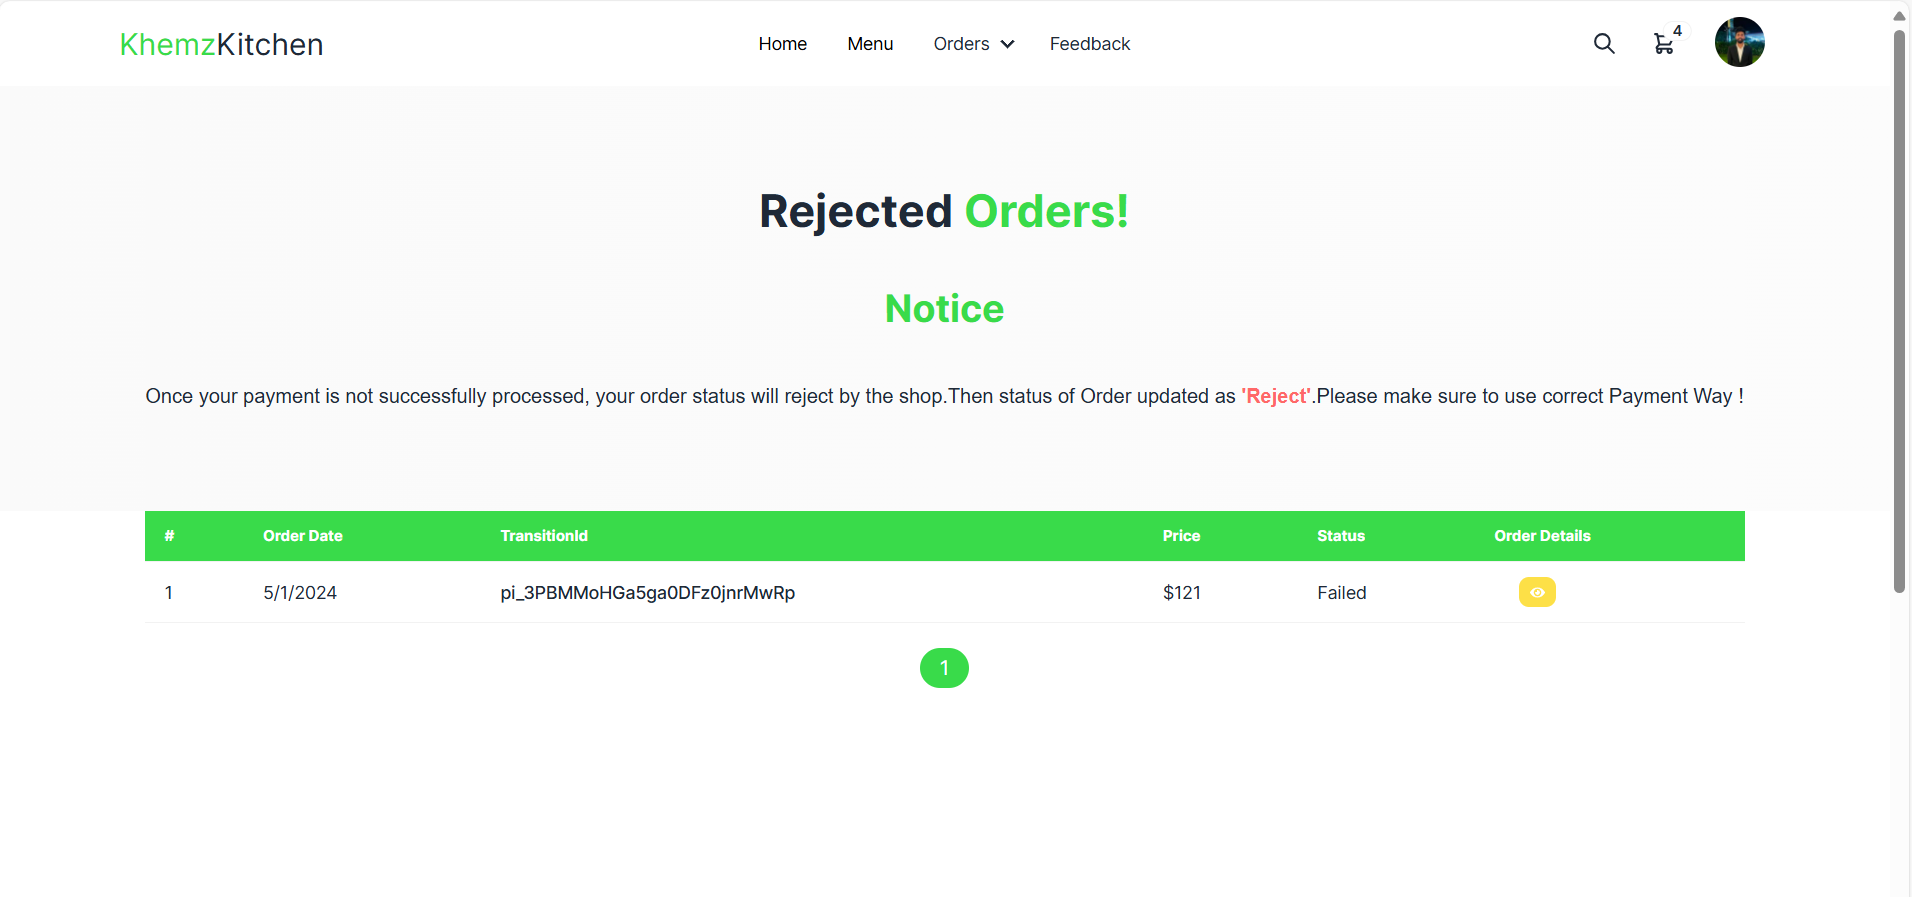 KhemzKitchen
Home Menu Orders Feedback
4
Rejected Orders!
Notice
Once your payment is not successfully processed, your order status will reject by the shop.Then status of Order updated as 'Reject'.Please make sure to use correct Payment Way !
# Order Date TransitionId Price Status Order Details
1 5/1/2024 pi_3PBMMoHGa5ga0DFz0jnrMwRp $121 Failed
1